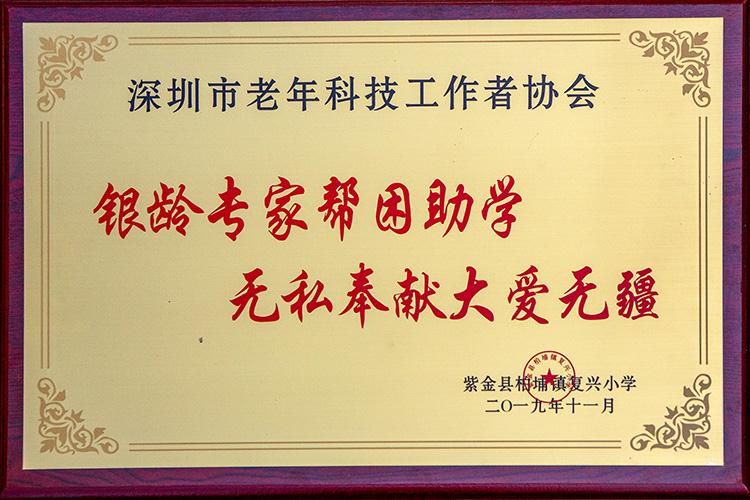 深圳市老年科技工作者协会
银龄专家帮困助学
无私奉献大爱无疆
紫金县柏埔镇复兴小学
二〇一九年十一月